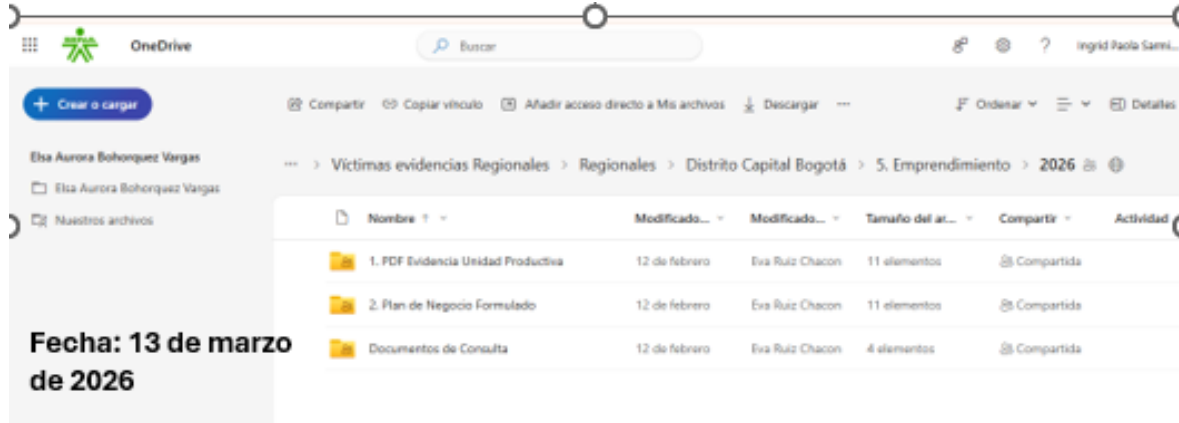 OneDrive
Buscar
?
Ingrid Paola Sarmi...
+ Crear o cargar
Compartir Copiar vínculo Añadir acceso directo a Mis archivos Descargar ...
Ordenar
Detalles
Elsa Aurora Bohorquez Vargas
Elsa Aurora Bohorquez Vargas
Nuestros archivos
... > Víctimas evidencias Regionales > Regionales > Distrito Capital Bogotá > 5. Emprendimiento > 2026
Nombre ↑ Modificado... Modificado... Tamaño del ar... Compartir Actividad
1. PDF Evidencia Unidad Productiva 12 de febrero Eva Ruiz Chacon 11 elementos Compartida
2. Plan de Negocio Formulado 12 de febrero Eva Ruiz Chacon 11 elementos Compartida
Documentos de Consulta 12 de febrero Eva Ruiz Chacon 4 elementos Compartida
Fecha: 13 de marzo
de 2026